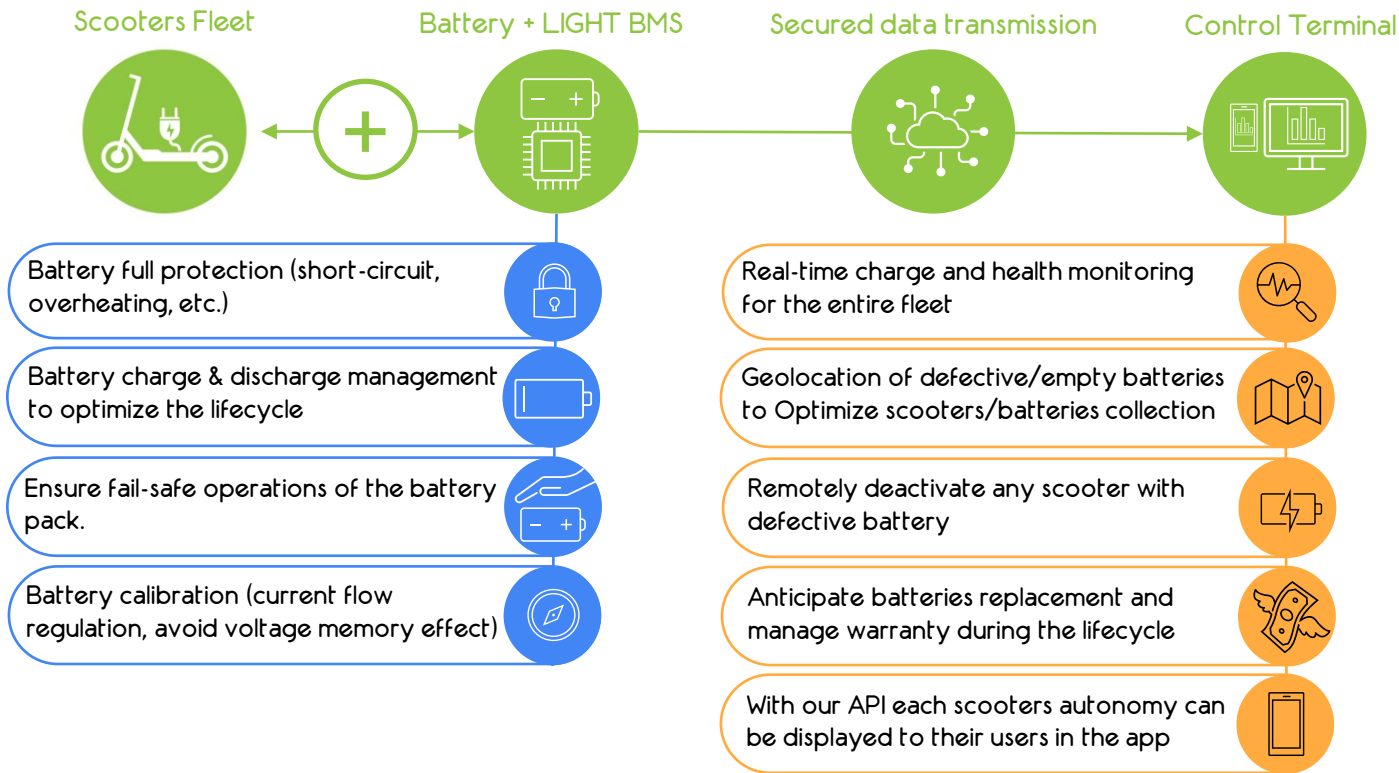 Scooters Fleet
Battery + LIGHT BMS
Secured data transmission
Control Terminal
Battery full protection (short-circuit,
overheating, etc.)
Battery charge & discharge management
to optimize the lifecycle
Ensure fail-safe operations of the battery
pack.
Battery calibration (current flow
regulation, avoid voltage memory effect)
Real-time charge and health monitoring
for the entire fleet
Geolocation of defective/empty batteries
to Optimize scooters/batteries collection
Remotely deactivate any scooter with
defective battery
Anticipate batteries replacement and
manage warranty during the lifecycle
With our API each scooters autonomy can
be displayed to their users in the app